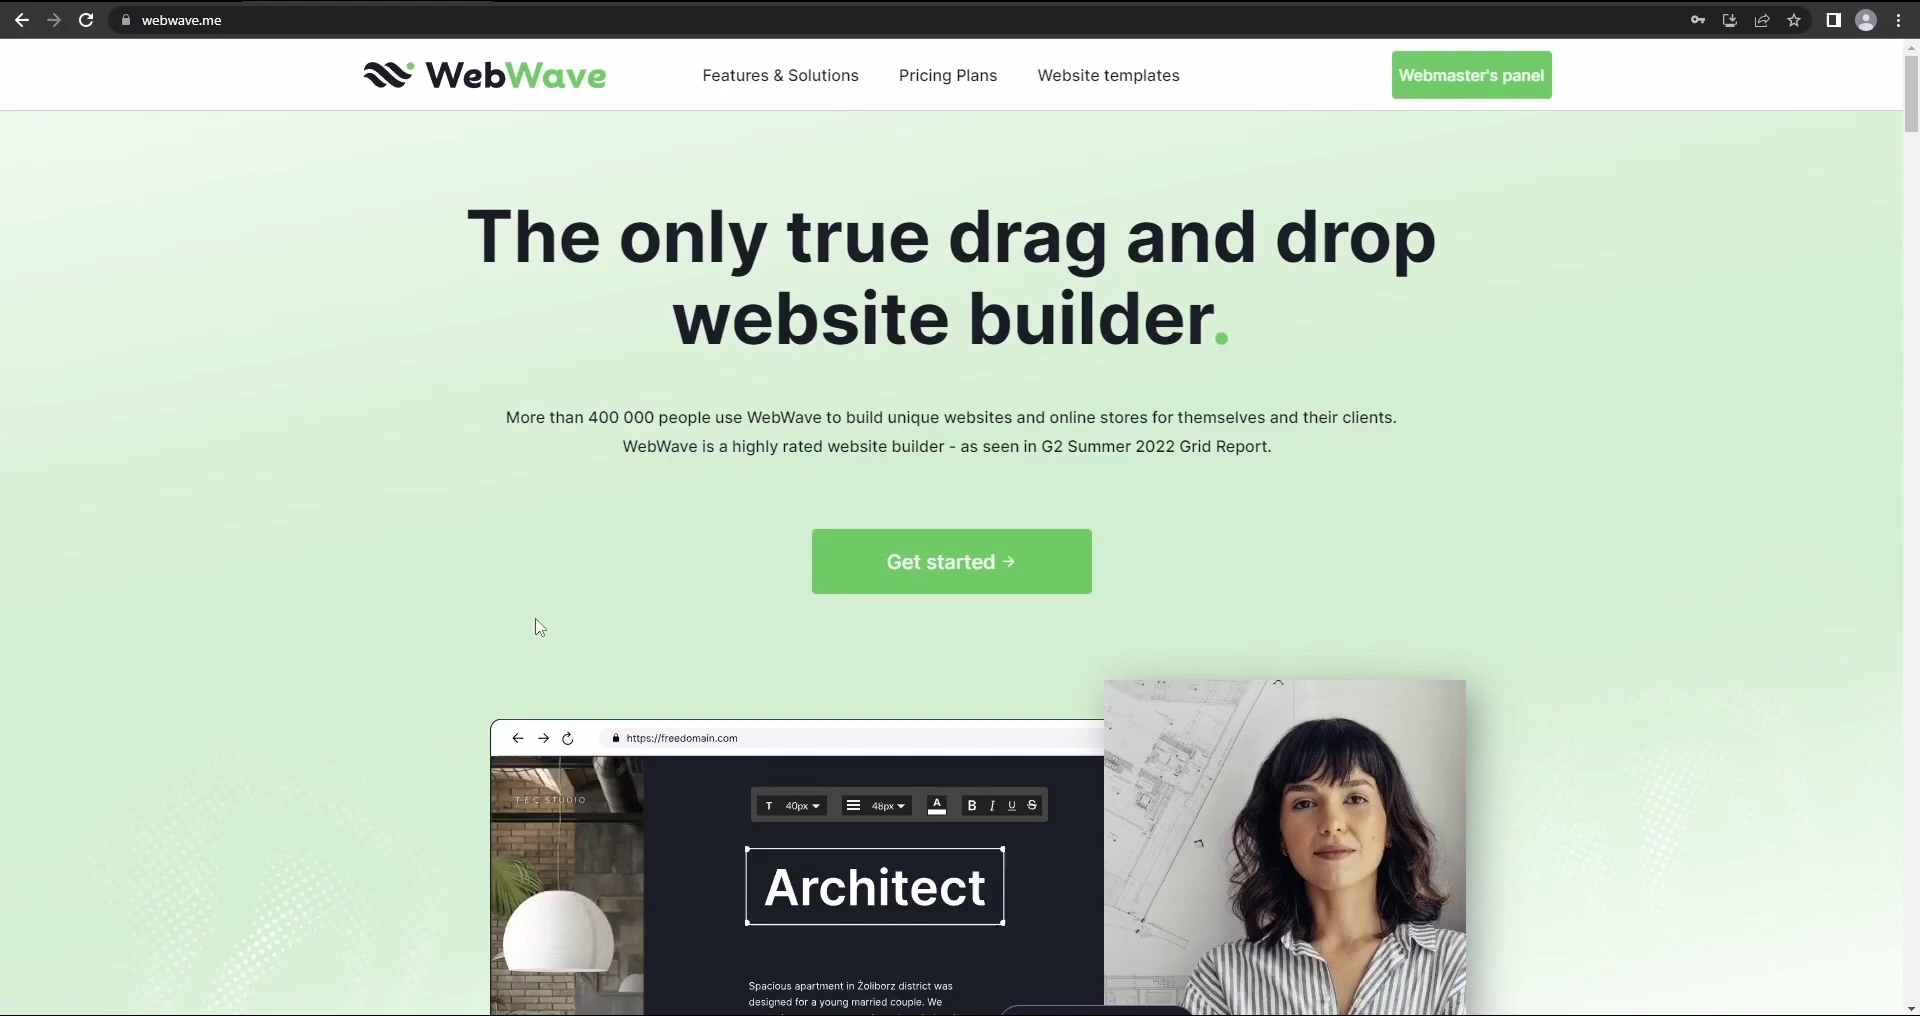 webwave.me
WebWave
Features & Solutions
Pricing Plans
Website templates
Webmaster's panel
The only true drag and drop
website builder.
More than 400 000 people use WebWave to build unique websites and online stores for themselves and their clients.
WebWave is a highly rated website builder - as seen in G2 Summer 2022 Grid Report.
Get started →
https://freedomain.com
TEC STUDIO
T 40px
48px
A
B I U S
Architect
Spacious apartment in Żoliborz district was
designed for a young married couple. We